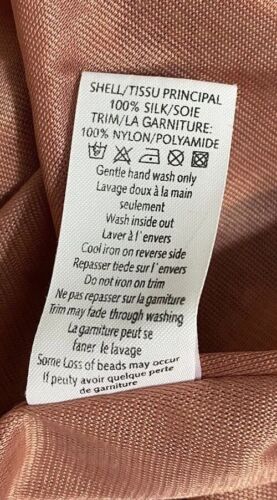 SHELL/TISSU PRINCIPAL
100% SILK/SOIE
TRIM/LA GARNITURE:
100% NYLON/POLYAMIDE
Gentle hand wash only
Lavage doux à la main
seulement
Wash inside out
Laver à l'envers
Cool iron on reverse side
Repasser tiede sur l'envers
Do not iron on trim
Ne pas repasser sur la garniture
Trim may fade through washing
La garniture peut se
faner le lavage
Some Loss of beads may occur
If peuty avoir quelque perte
de garniture